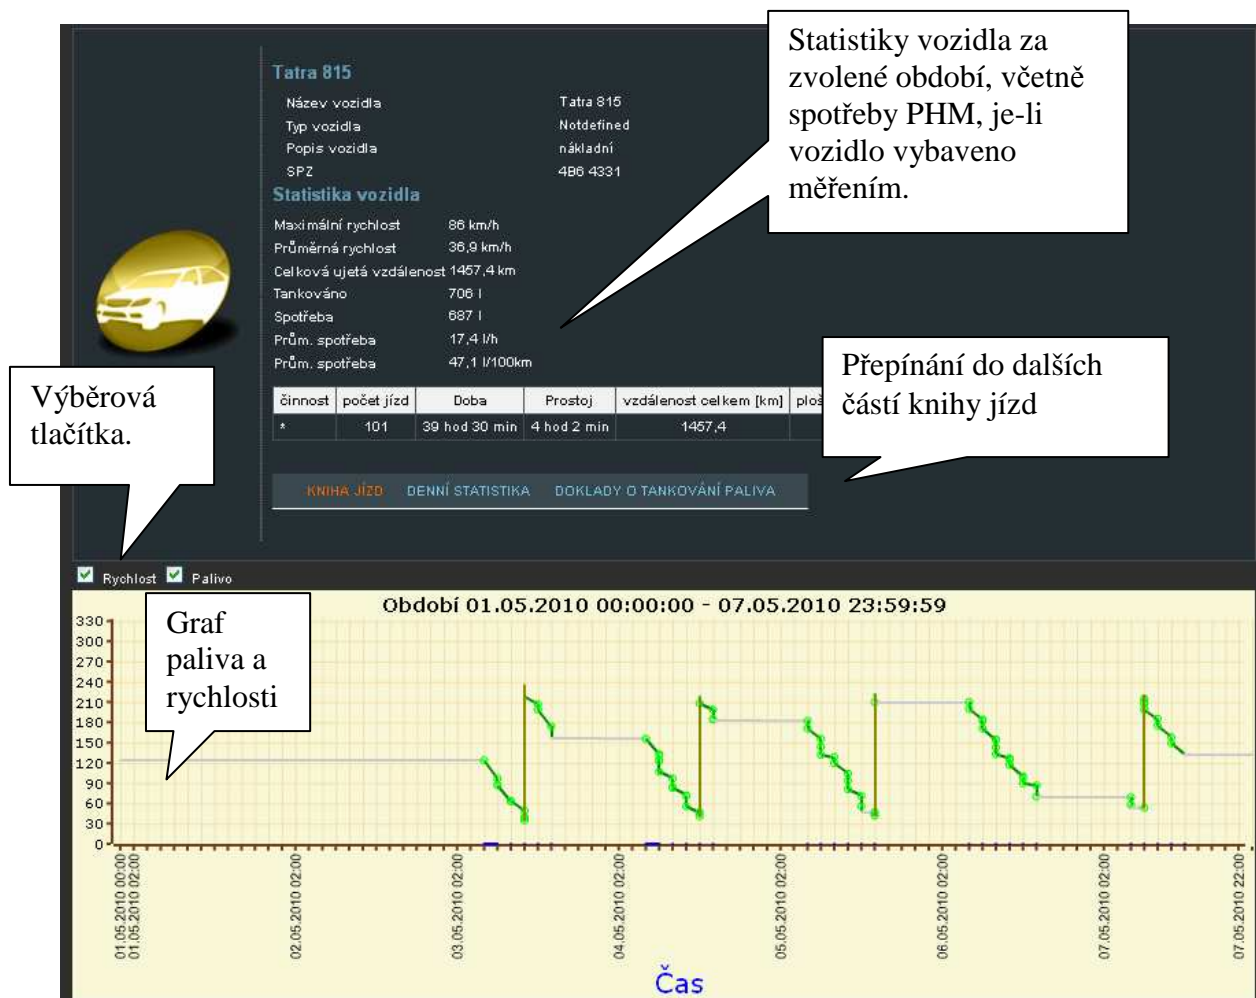 Statistiky vozidla za
zvolené období, včetně
spotřeby PHM, je-li
vozidlo vybaveno
měřením.
Tatra 815
Název vozidla Tatra 815
Typ vozidla Notdefined
Popis vozidla nákladní
SPZ 4B6 4331
Statistika vozidla
Maximální rychlost 86 km/h
Průměrná rychlost 36,9 km/h
Celková ujetá vzdálenost 1457,4 km
Tankováno 706 l
Spotřeba 687 l
Prům. spotřeba 17,4 l/h
Prům. spotřeba 47,1 l/100km
Přepínání do dalších
částí knihy jízd
Výběrová
tlačítka.
činnost počet jízd Doba Prostoj vzdálenost celkem [km]
* 101 39 hod 30 min 4 hod 2 min 1457,4
KNIHA JÍZD DENNÍ STATISTIKA DOKLADY O TANKOVÁNÍ PALIVA
Rychlost Palivo
Období 01.05.2010 00:00:00 - 07.05.2010 23:59:59
Graf
paliva a
rychlosti
330
300
270
240
210
180
150
120
90
60
30
0
01.05.2010 00:00
01.05.2010 02:00
02.05.2010 02:00
03.05.2010 02:00
04.05.2010 02:00
05.05.2010 02:00
06.05.2010 02:00
07.05.2010 02:00
07.05.2010 22:00
Čas